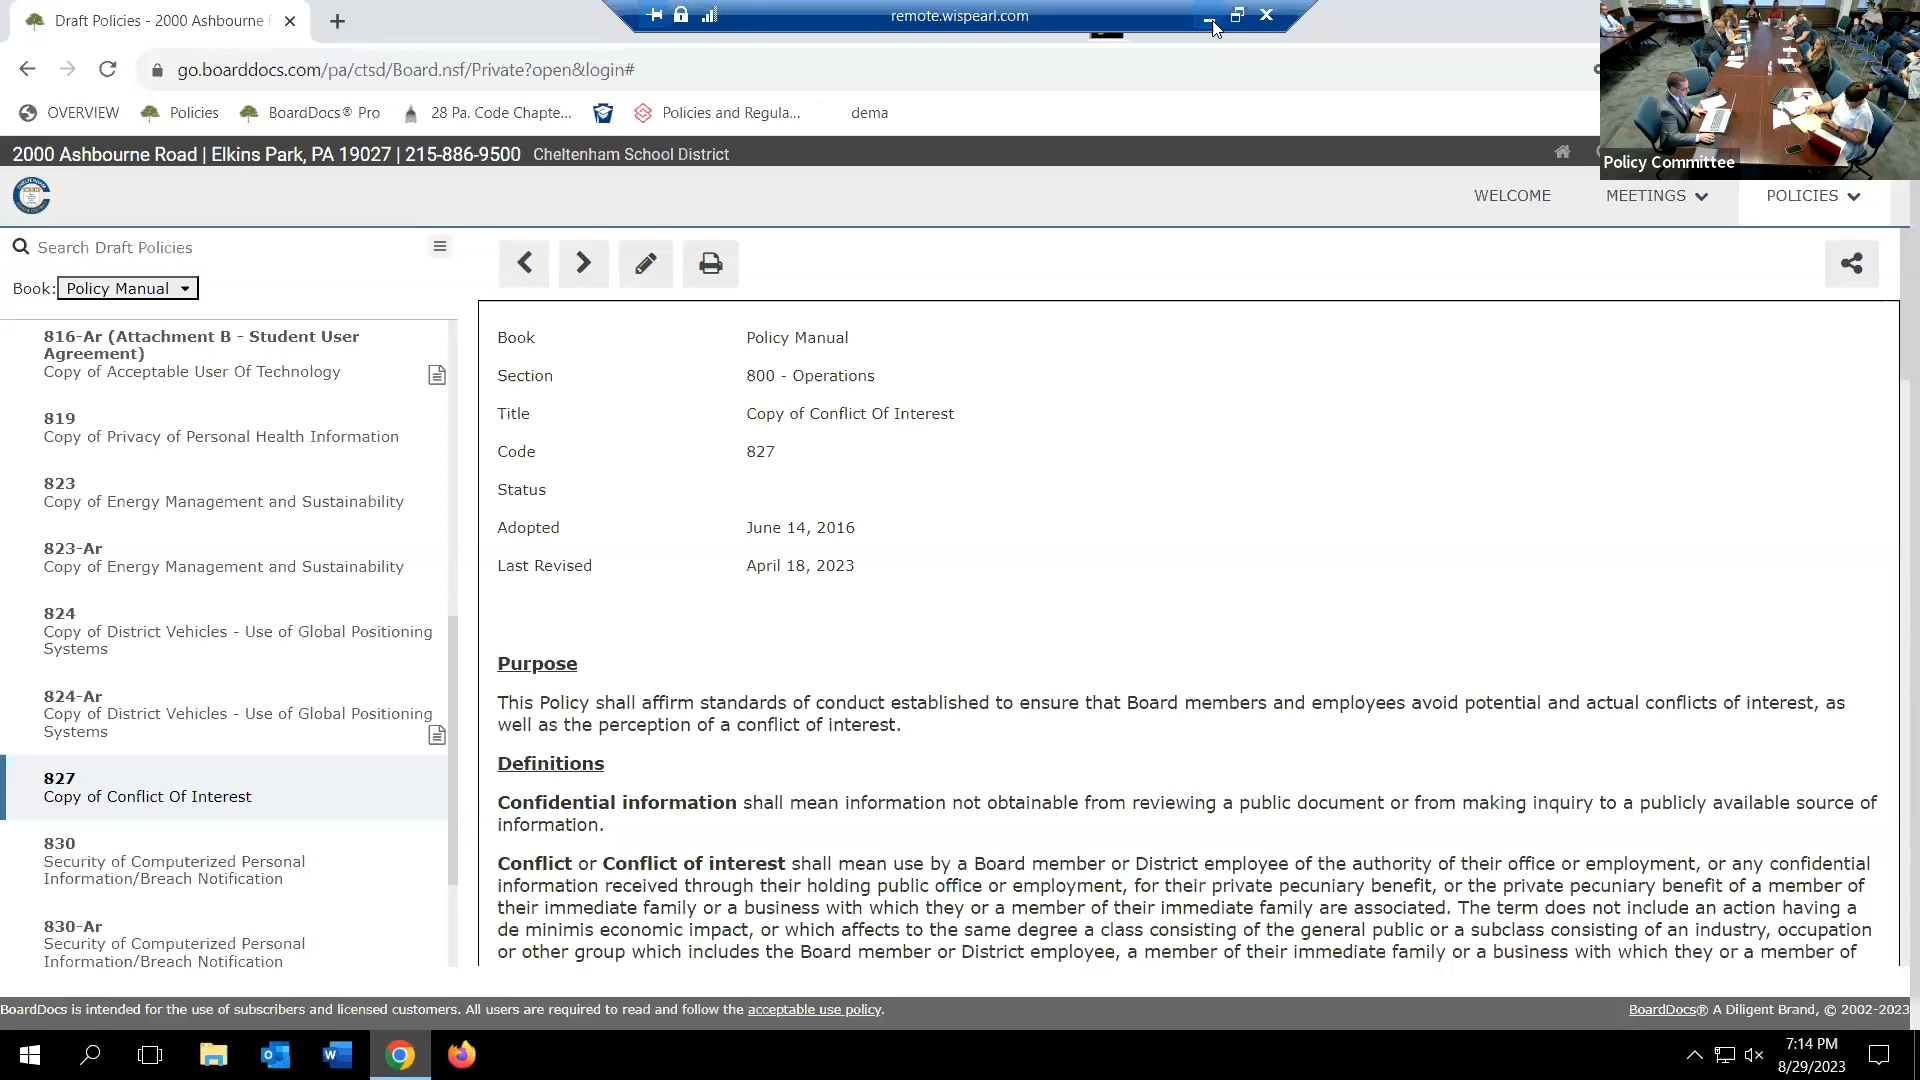 Draft Policies - 2000 Ashbourne
remote.wispearl.com
go.boarddocs.com/pa/ctsd/Board.nsf/Private?open&login#
OVERVIEW
Policies
BoardDocs® Pro
28 Pa. Code Chapte...
Policies and Regula...
dema
2000 Ashbourne Road | Elkins Park, PA 19027 | 215-886-9500 Cheltenham School District
Policy Committee
WELCOME
MEETINGS
POLICIES
Search Draft Policies
Book: Policy Manual
816-Ar (Attachment B - Student User
Agreement)
Copy of Acceptable User Of Technology
819
Copy of Privacy of Personal Health Information
823
Copy of Energy Management and Sustainability
823-Ar
Copy of Energy Management and Sustainability
824
Copy of District Vehicles - Use of Global Positioning
Systems
824-Ar
Copy of District Vehicles - Use of Global Positioning
Systems
827
Copy of Conflict Of Interest
830
Security of Computerized Personal
Information/Breach Notification
830-Ar
Security of Computerized Personal
Information/Breach Notification
Book Policy Manual
Section 800 - Operations
Title Copy of Conflict Of Interest
Code 827
Status
Adopted June 14, 2016
Last Revised April 18, 2023
Purpose
This Policy shall affirm standards of conduct established to ensure that Board members and employees avoid potential and actual conflicts of interest, as
well as the perception of a conflict of interest.
Definitions
Confidential information shall mean information not obtainable from reviewing a public document or from making inquiry to a publicly available source of
information.
Conflict or Conflict of interest shall mean use by a Board member or District employee of the authority of their office or employment, or any confidential
information received through their holding public office or employment, for their private pecuniary benefit, or the private pecuniary benefit of a member of
their immediate family or a business with which they or a member of their immediate family are associated. The term does not include an action having a
de minimis economic impact, or which affects to the same degree a class consisting of the general public or a subclass consisting of an industry, occupation
or other group which includes the Board member or District employee, a member of their immediate family or a business with which they or a member of
BoardDocs is intended for the use of subscribers and licensed customers. All users are required to read and follow the acceptable use policy.
BoardDocs® A Diligent Brand, © 2002-2023
7:14 PM
8/29/2023